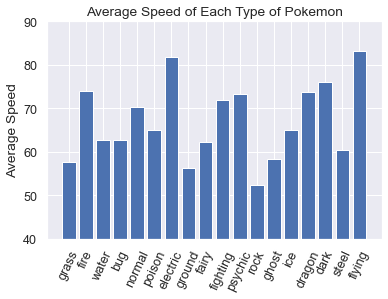 Average Speed of Each Type of Pokemon
90
80
70
60
50
40
Average Speed
grass
fire
water
bug
normal
poison
electric
ground
fairy
fighting
psychic
rock
ghost
ice
dragon
dark
steel
flying